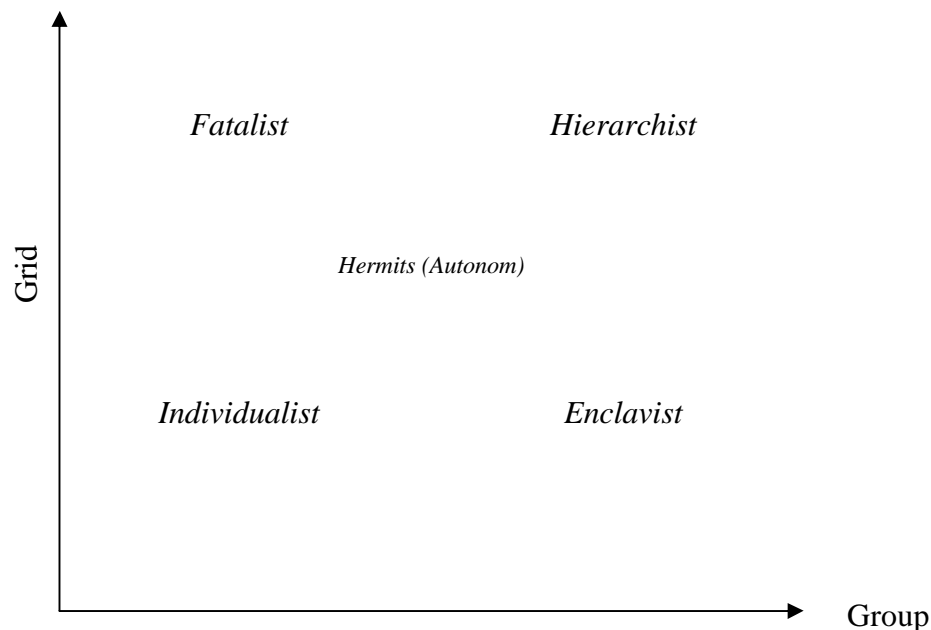 Fatalist
Hierarchist
Grid
Hermits (Autonom)
Individualist
Enclavist
Group